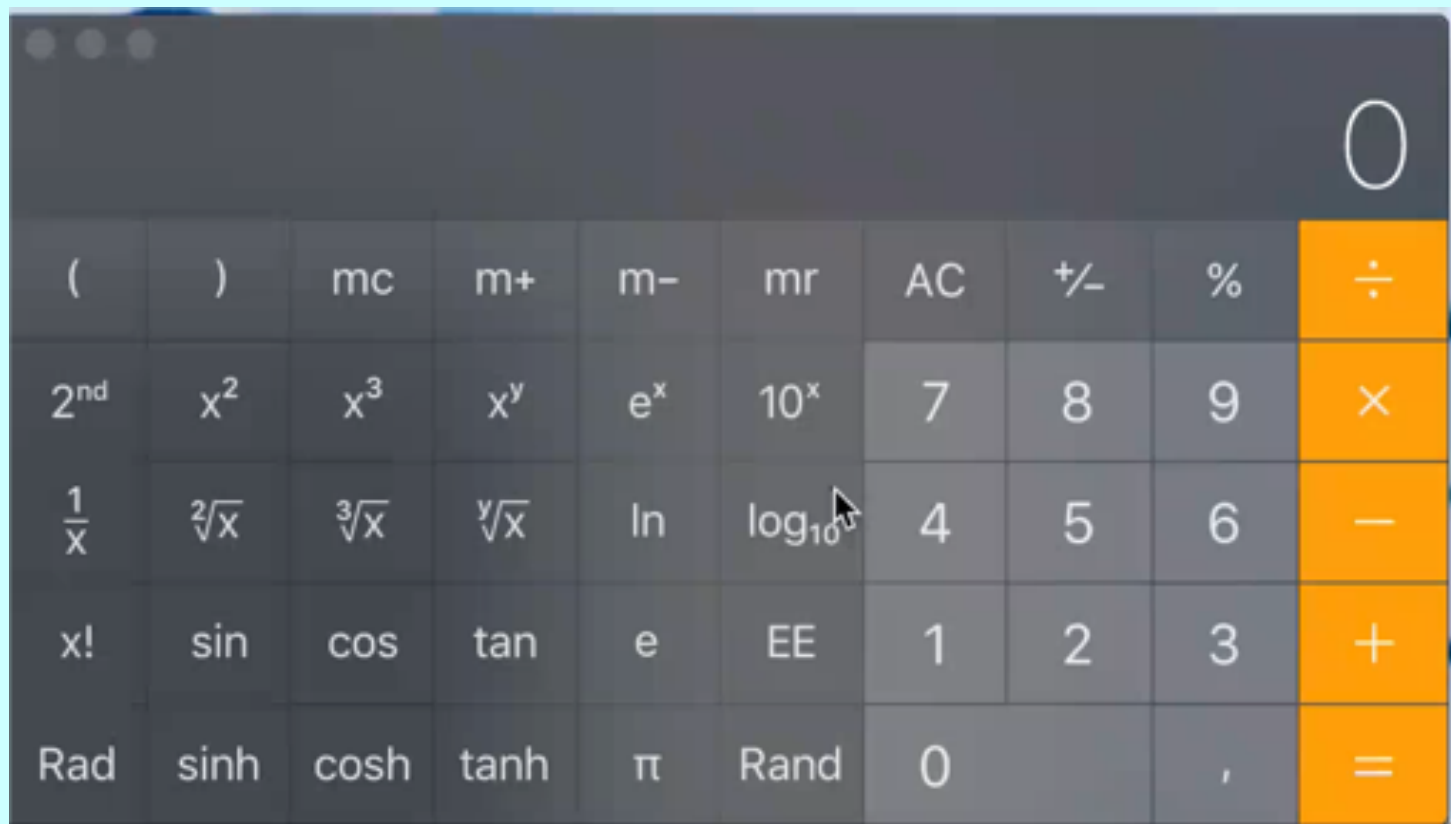 0
( ) mc m+ m− mr AC +/− % ÷
2ⁿᵈ x² x³ xʸ eˣ 10ˣ 7 8 9 ×
1/x ²√x ³√x ʸ√x ln log₁₀ 4 5 6 −
x! sin cos tan e EE 1 2 3 +
Rad sinh cosh tanh π Rand 0 , =